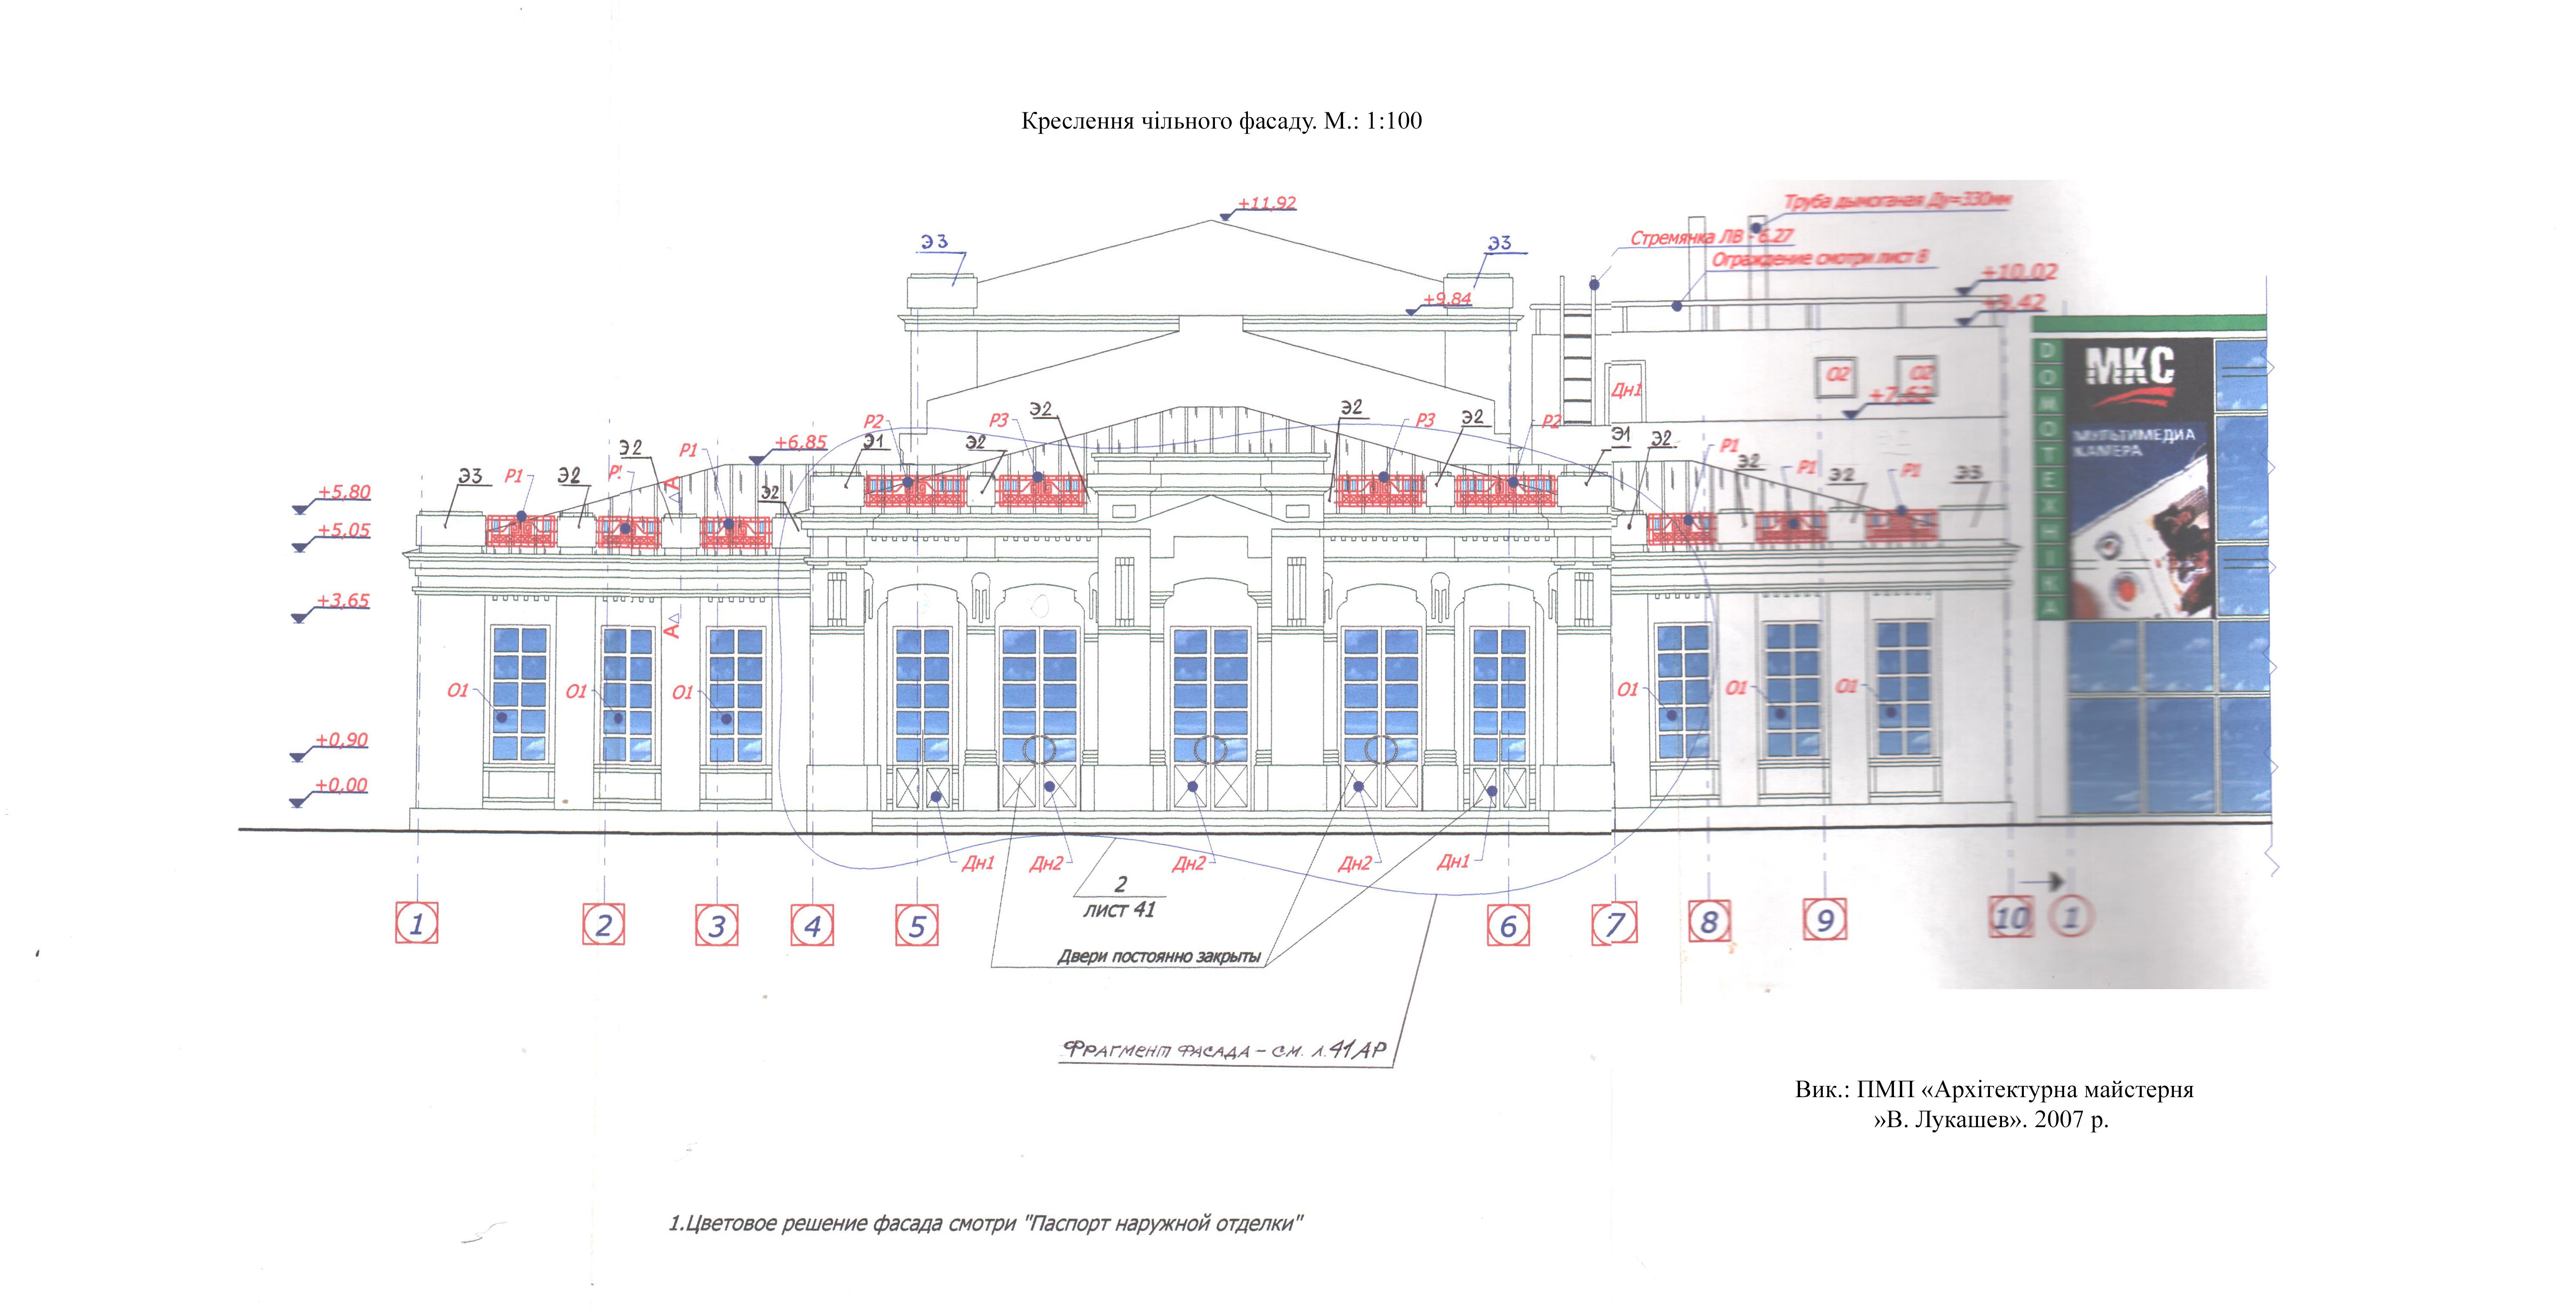 Креслення чільного фасаду. М.: 1:100
+11,92
Труба дымоганая Ду=330мм
Э3
Э3
Стремянка ЛВ - 6.27
Ограждение смотри лист 8
+10,02
+9,84
+9,42
DОМОТЕХНІКА
МКС
МУЛЬТИМЕДИА
КАМЕРА
О2
О2
Дн1
+7,62
Р2
Р3
Э2
Э2
Р3
Э2
Р2
Э3
Р1
Э2
Р1
Э2
Р1
+6,85
Э1
Э2
Э1
Э2
Р1
Э2
Р1
Э2
Р1
Э3
+5,80
Э2
А
+5,05
+3,65
А
О1
О1
О1
О1
О1
О1
+0,90
+0,00
Дн1
Дн2
Дн2
Дн2
Дн1
2
лист 41
1
2
3
4
5
6
7
8
9
10
1
Двери постоянно закрыты
Фрагмент фасада – см. л.41АР
Вик.: ПМП «Архітектурна майстерня
»В. Лукашев». 2007 р.
1.Цветовое решение фасада смотри "Паспорт наружной отделки"